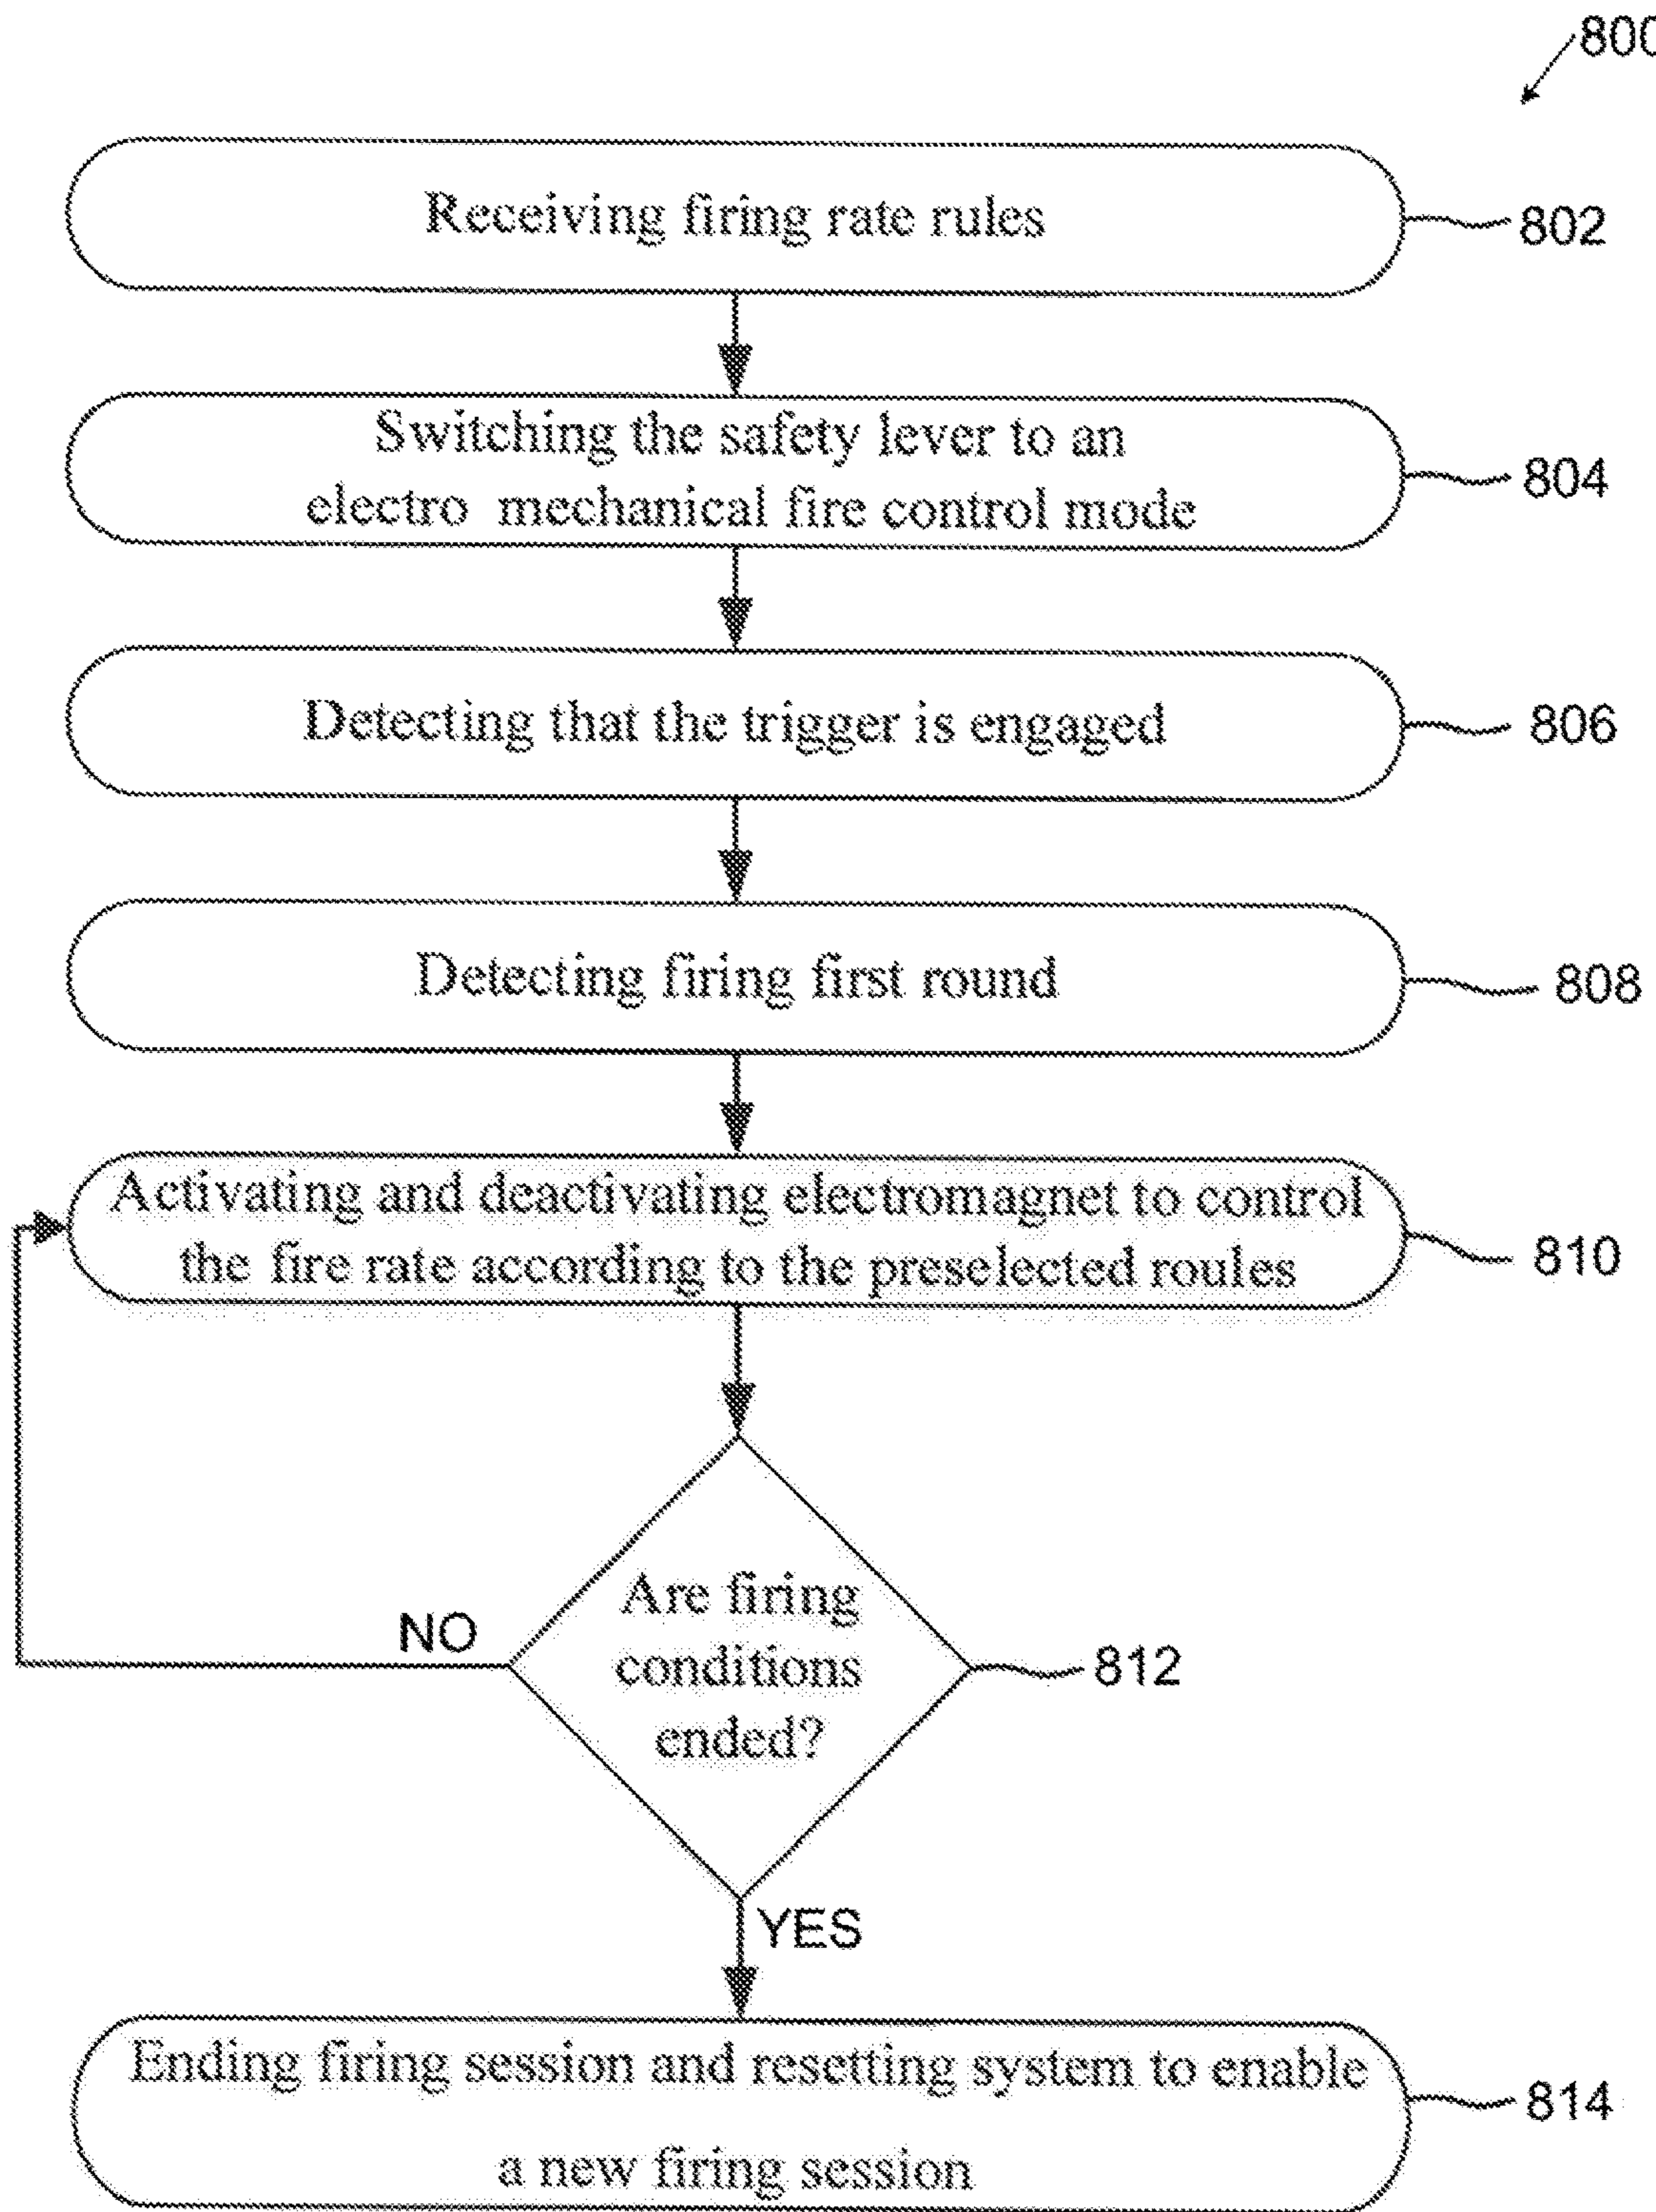 800
Receiving firing rate rules
802
Switching the safety lever to an
electro mechanical fire control mode
804
Detecting that the trigger is engaged
806
Detecting firing first round
808
Activating and deactivating electromagnet to control
the fire rate according to the preselected roules
810
Are firing
conditions
ended?
812
NO
YES
Ending firing session and resetting system to enable
a new firing session
814